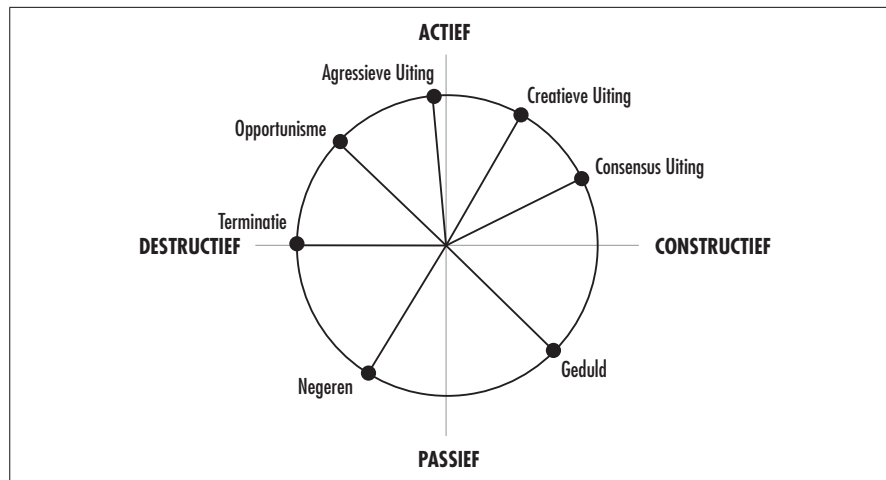 ACTIEF
Agressieve Uiting
Creatieve Uiting
Opportunisme
Consensus Uiting
Terminatie
DESTRUCTIEF
CONSTRUCTIEF
Geduld
Negeren
PASSIEF